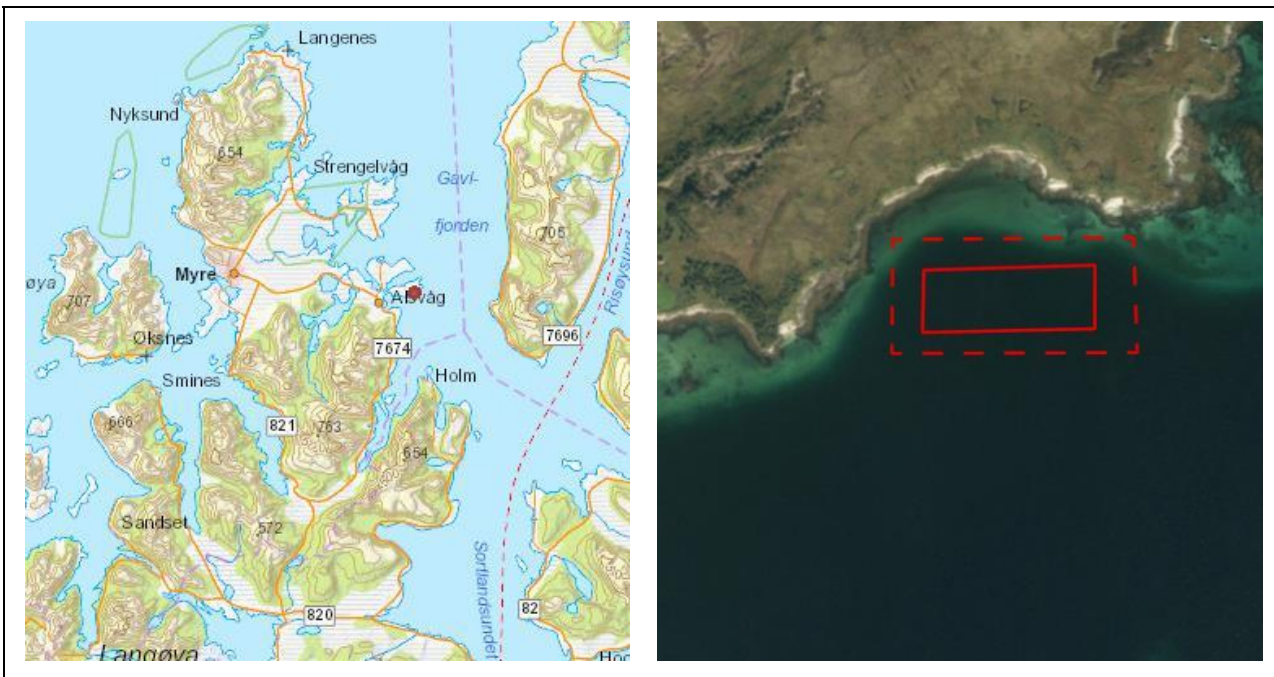 Langenes
Nyksund
654
Strengelvåg
Gavl-
fjorden
705
Risøysund
Myre
Alsvåg
707
Øksnes
7696
7674
Smines
Holm
821
763
666
654
Sandset
572
Sortlandsundet
820
82
Langøya